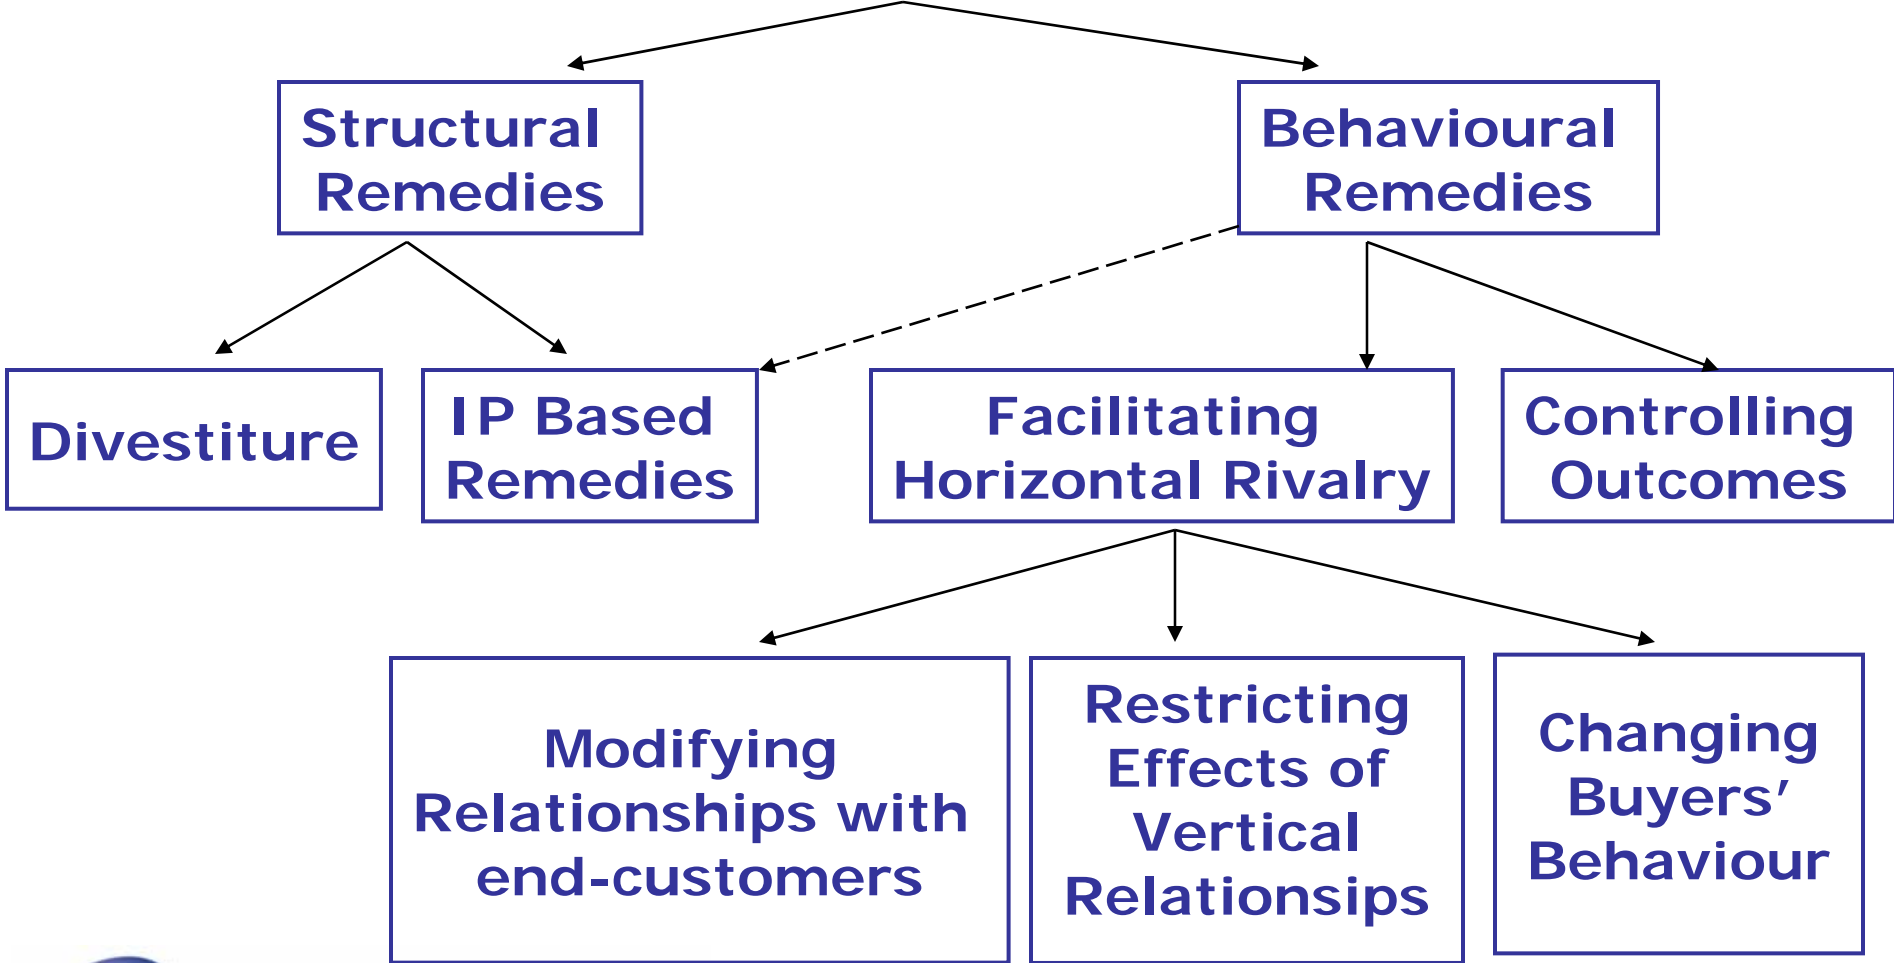 Structural
Remedies
Behavioural
Remedies
Divestiture
IP Based
Remedies
Facilitating
Horizontal Rivalry
Controlling
Outcomes
Modifying
Relationships with
end-customers
Restricting
Effects of
Vertical
Relationsips
Changing
Buyers’
Behaviour